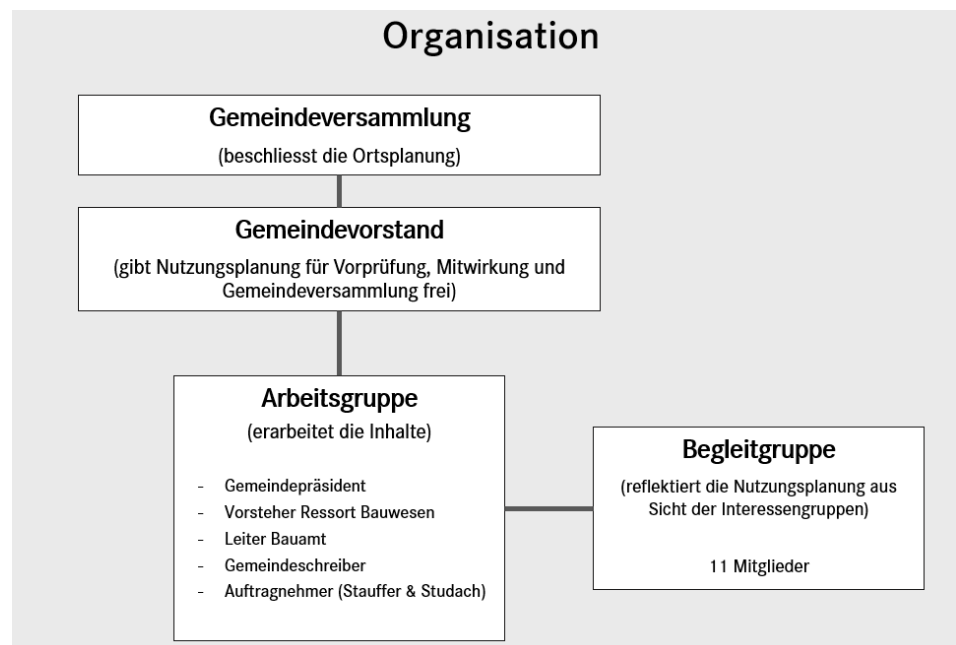 Organisation
Gemeindeversammlung
(beschliesst die Ortsplanung)
Gemeindevorstand
(gibt Nutzungsplanung für Vorprüfung, Mitwirkung und
Gemeindeversammlung frei)
Arbeitsgruppe
(erarbeitet die Inhalte)
- Gemeindepräsident
- Vorsteher Ressort Bauwesen
- Leiter Bauamt
- Gemeindeschreiber
- Auftragnehmer (Stauffer & Studach)
Begleitgruppe
(reflektiert die Nutzungsplanung aus
Sicht der Interessengruppen)
11 Mitglieder